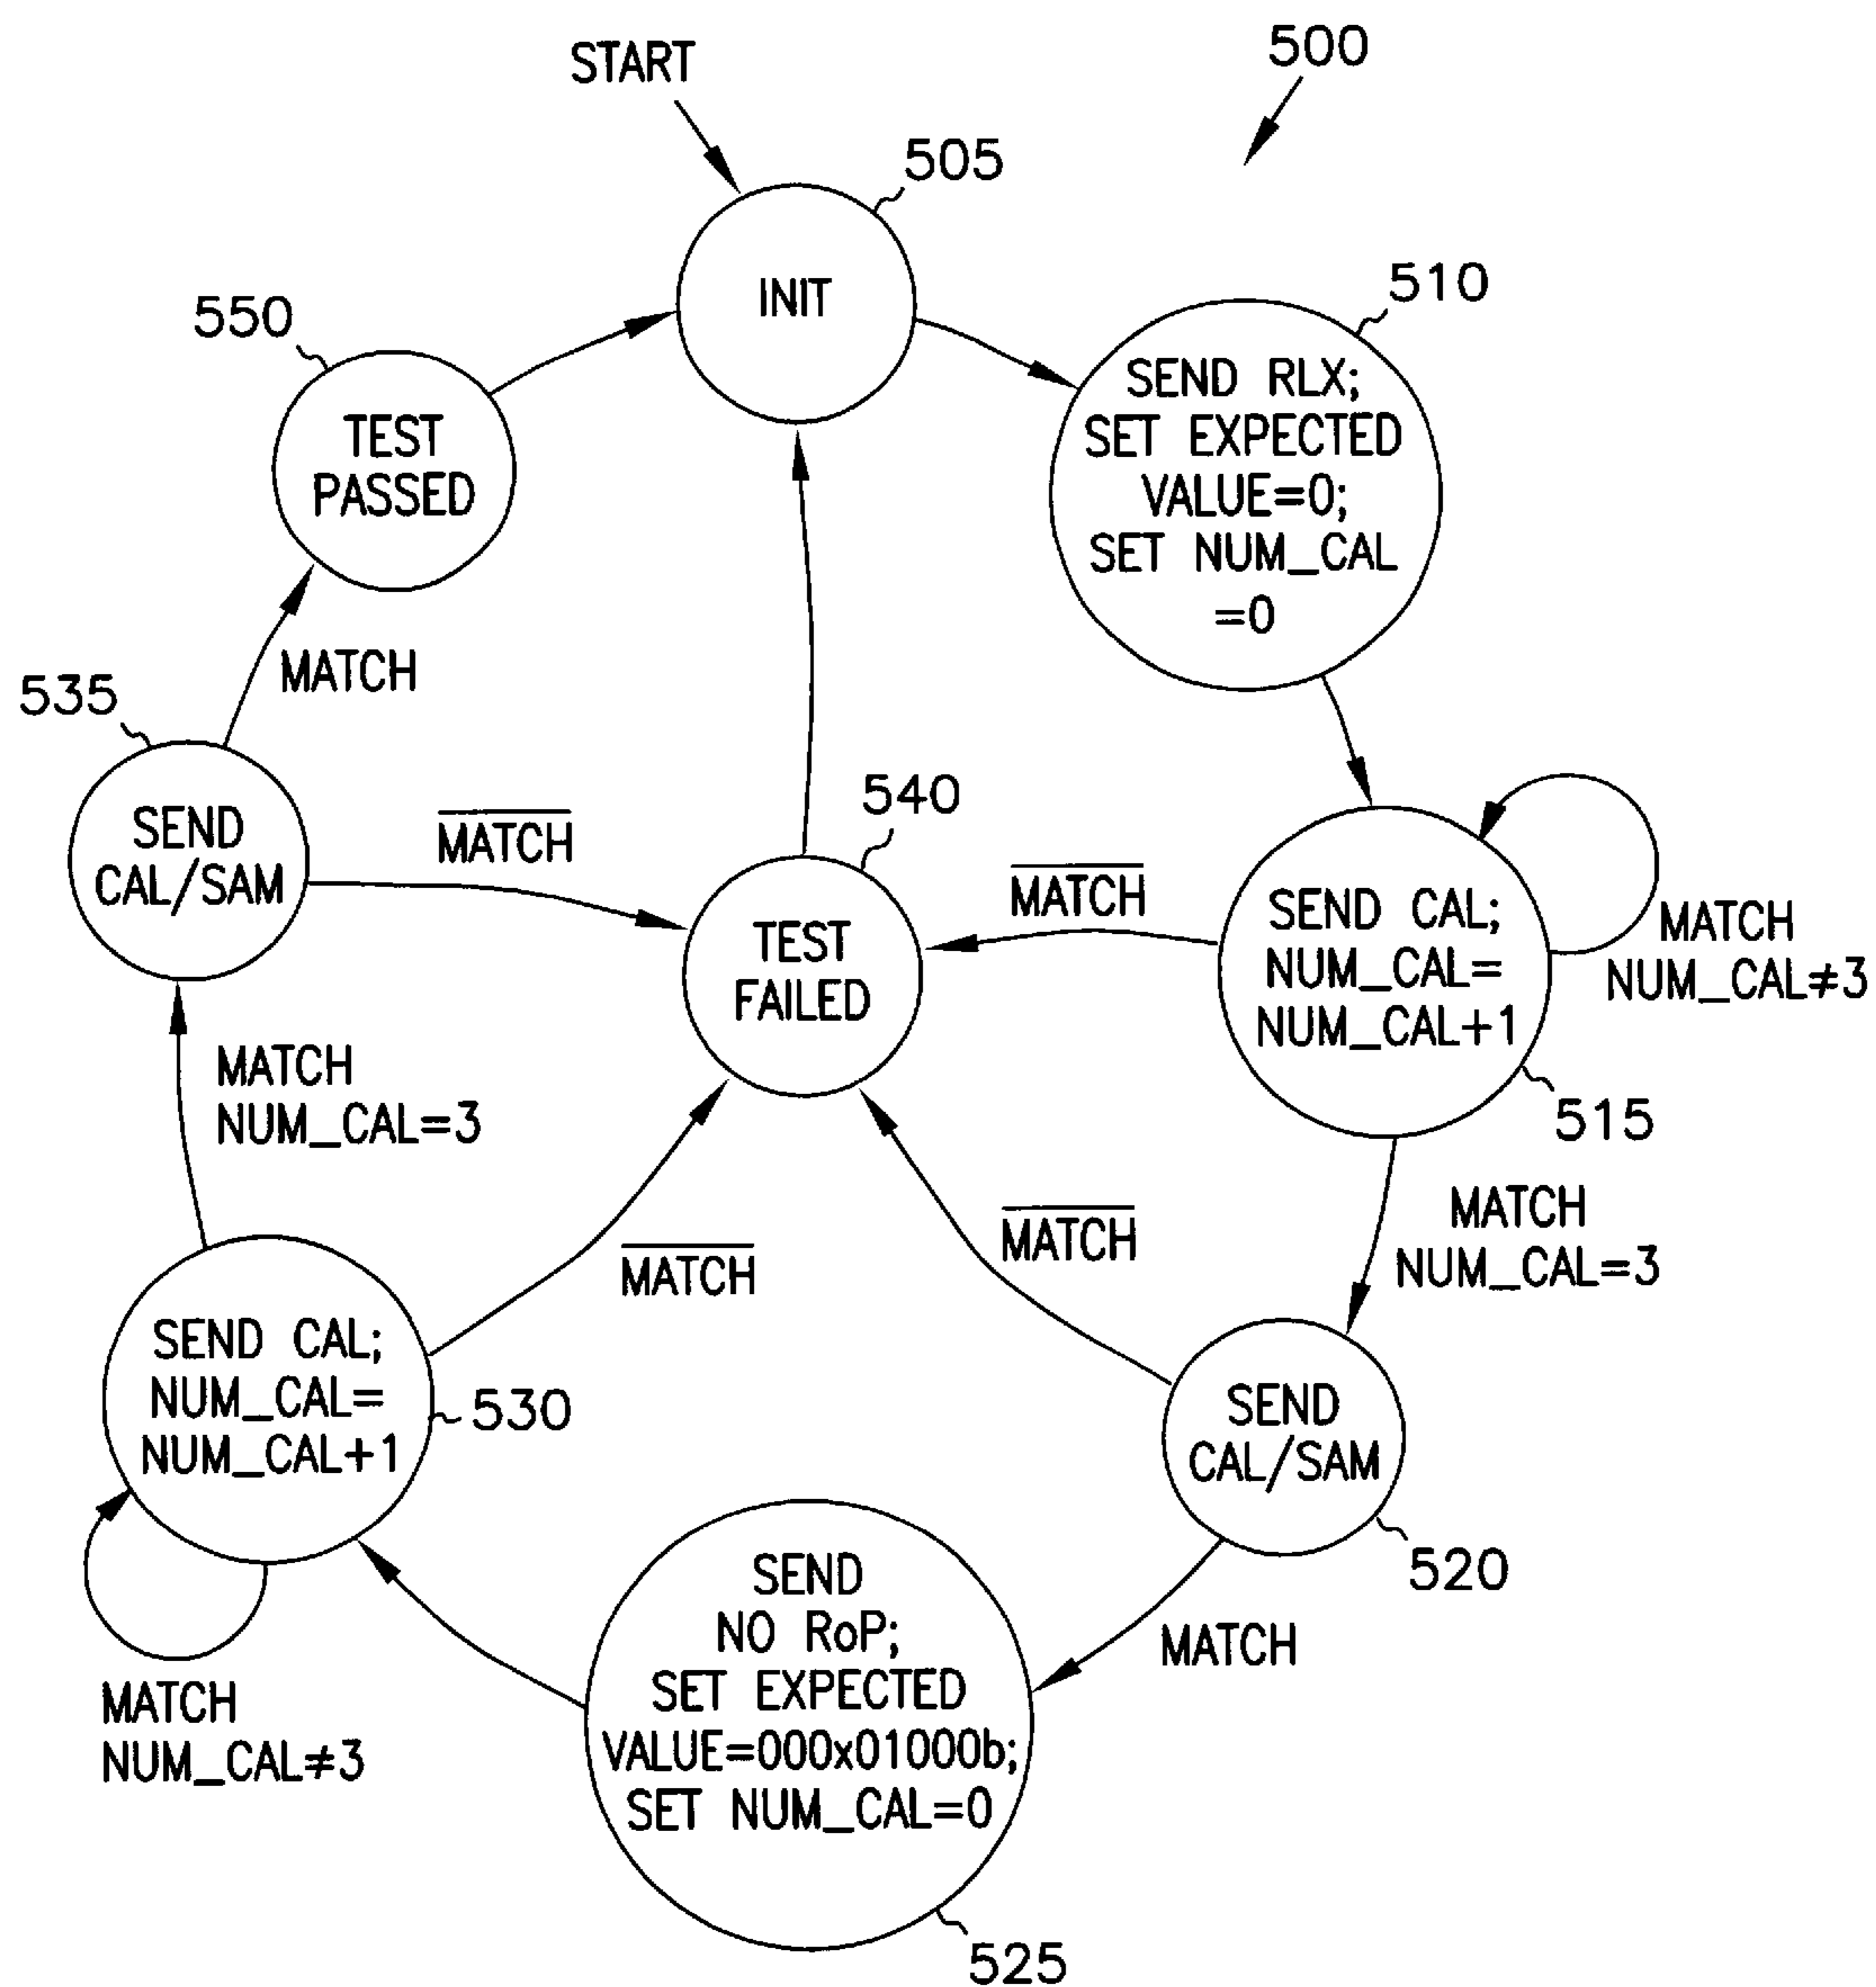 START
500
505
INIT
510
SEND RLX;
SET EXPECTED
VALUE=0;
SET NUM_CAL
=0
550
TEST
PASSED
MATCH
535
SEND
CAL/SAM
MATCH
540
TEST
FAILED
MATCH
SEND CAL;
NUM_CAL=
NUM_CAL+1
MATCH
NUM_CAL≠3
515
MATCH
NUM_CAL=3
MATCH
NUM_CAL=3
MATCH
MATCH
SEND CAL;
NUM_CAL=
NUM_CAL+1
530
SEND
CAL/SAM
520
MATCH
SEND
NO RoP;
SET EXPECTED
VALUE=000x01000b;
SET NUM_CAL=0
525
MATCH
NUM_CAL≠3